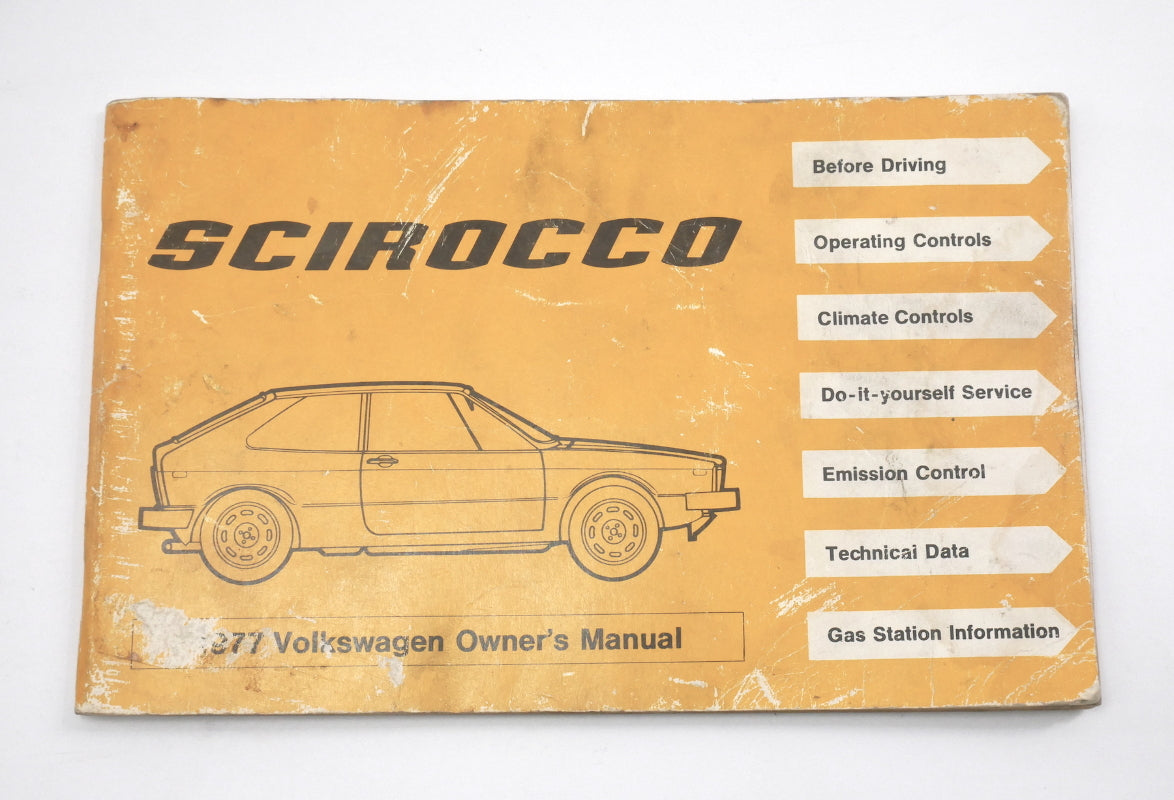 SCIROCCO
1977 Volkswagen Owner's Manual
Before Driving
Operating Controls
Climate Controls
Do-it-yourself Service
Emission Control
Technical Data
Gas Station Information